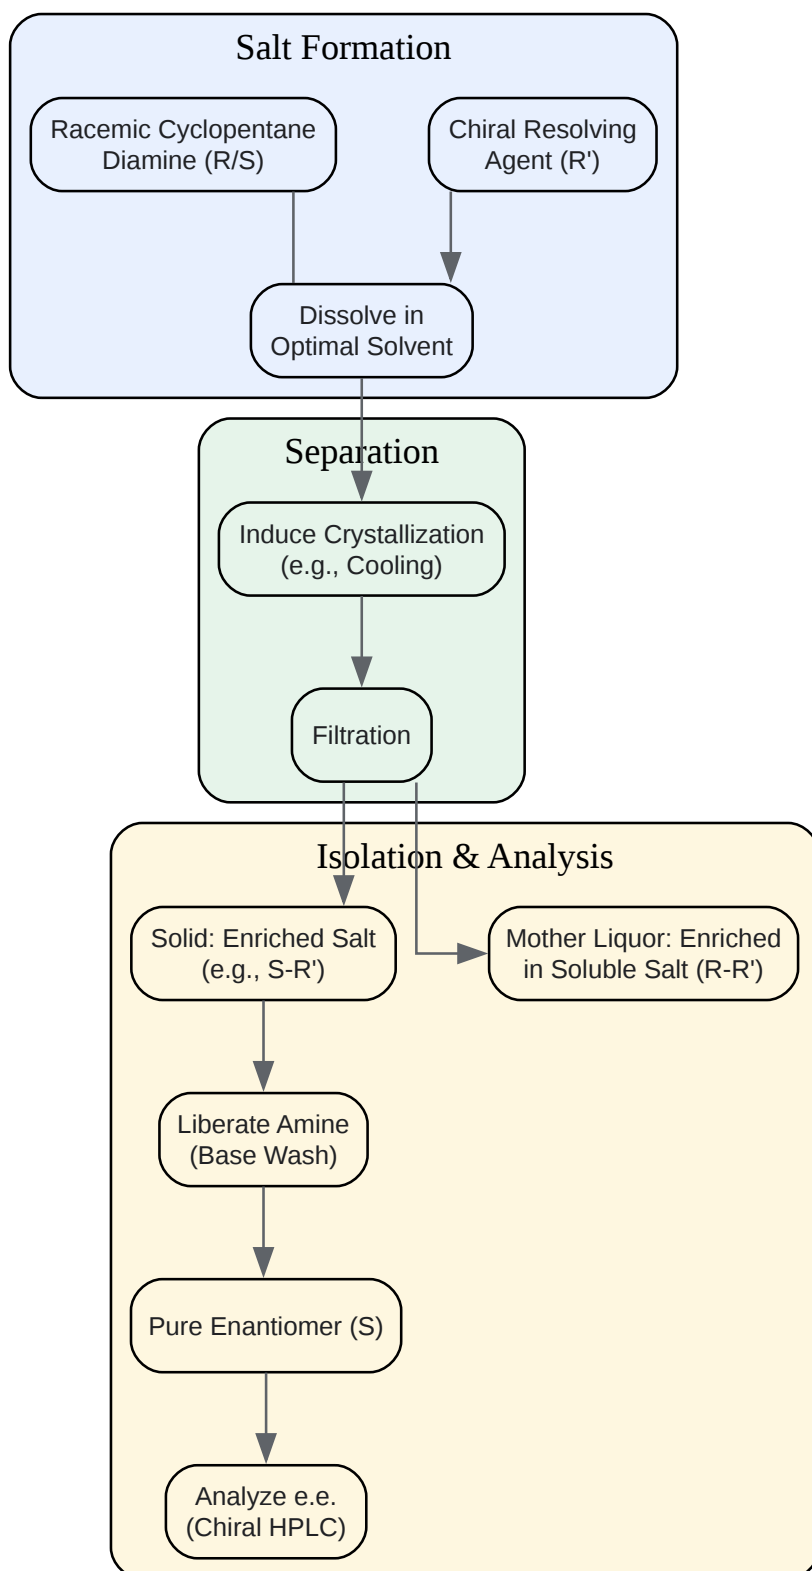 Salt Formation
Racemic Cyclopentane
Diamine (R/S)
Chiral Resolving
Agent (R')
Dissolve in
Optimal Solvent
Separation
Induce Crystallization
(e.g., Cooling)
Filtration
Isolation & Analysis
Solid: Enriched Salt
(e.g., S-R')
Mother Liquor: Enriched
in Soluble Salt (R-R')
Liberate Amine
(Base Wash)
Pure Enantiomer (S)
Analyze e.e.
(Chiral HPLC)